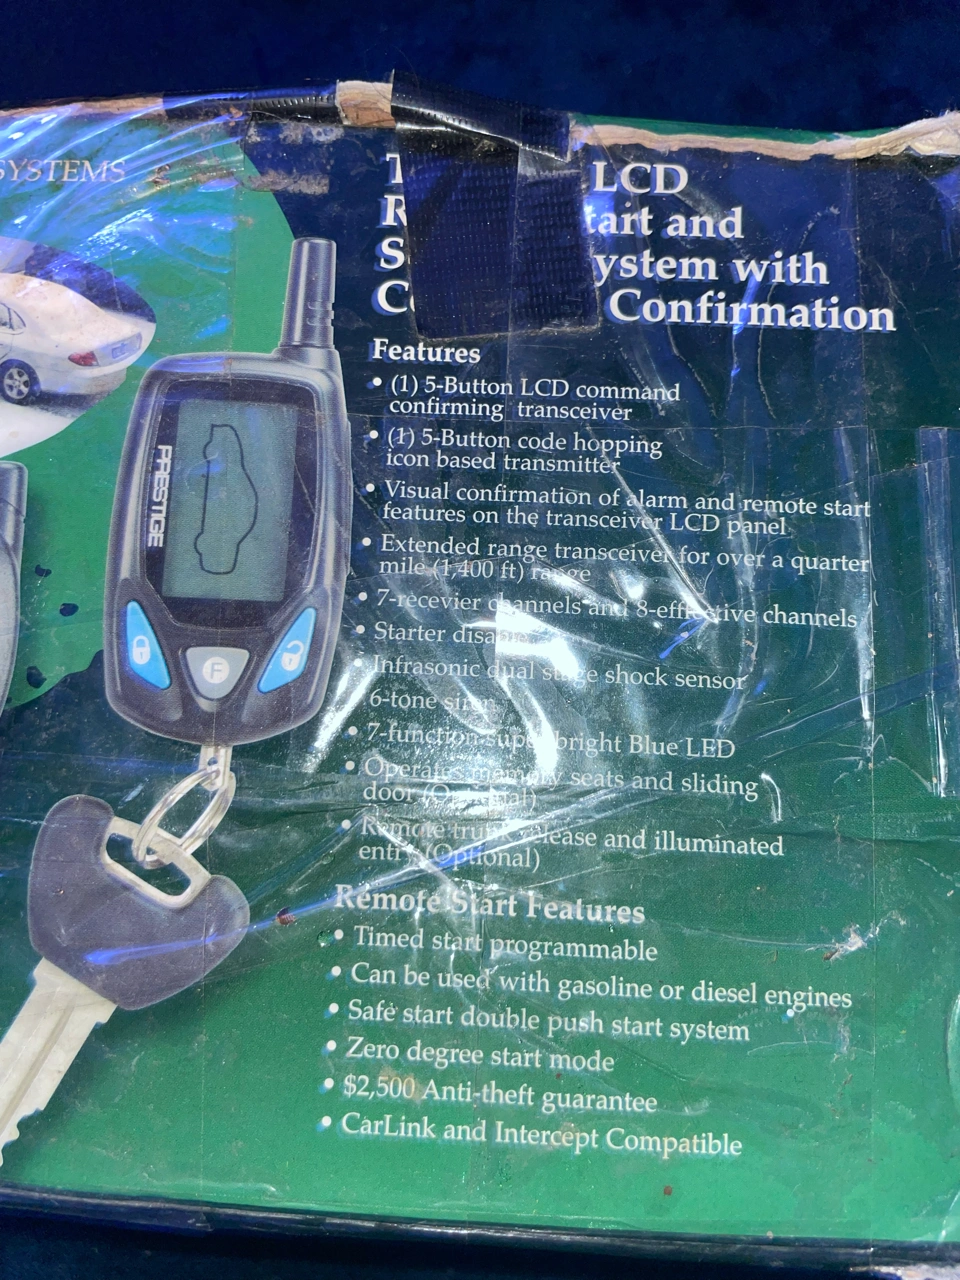 SYSTEMS
LCD
and
with
Confirmation
Features
• (1) 5-Button LCD command
confirming transceiver
• (1) 5-Button code hopping
icon based transmitter
• Visual confirmation of alarm and remote start
features on the transceiver LCD panel
• Extended range transceiver for over a quarter
mile (1,400 ft) range
• 7-recevier channels and 8-effective channels
• Starter disable
• Infrasonic dual stage shock sensor
6-tone siren
• 7-function super bright Blue LED
• Operates memory seats and sliding
door (Optional)
• Remote trunk release and illuminated
entry (Optional)
Remote Start Features
• Timed start programmable
• Can be used with gasoline or diesel engines
• Safe start double push start system
• Zero degree start mode
• $2,500 Anti-theft guarantee
• CarLink and Intercept Compatible
PRESTIGE
F